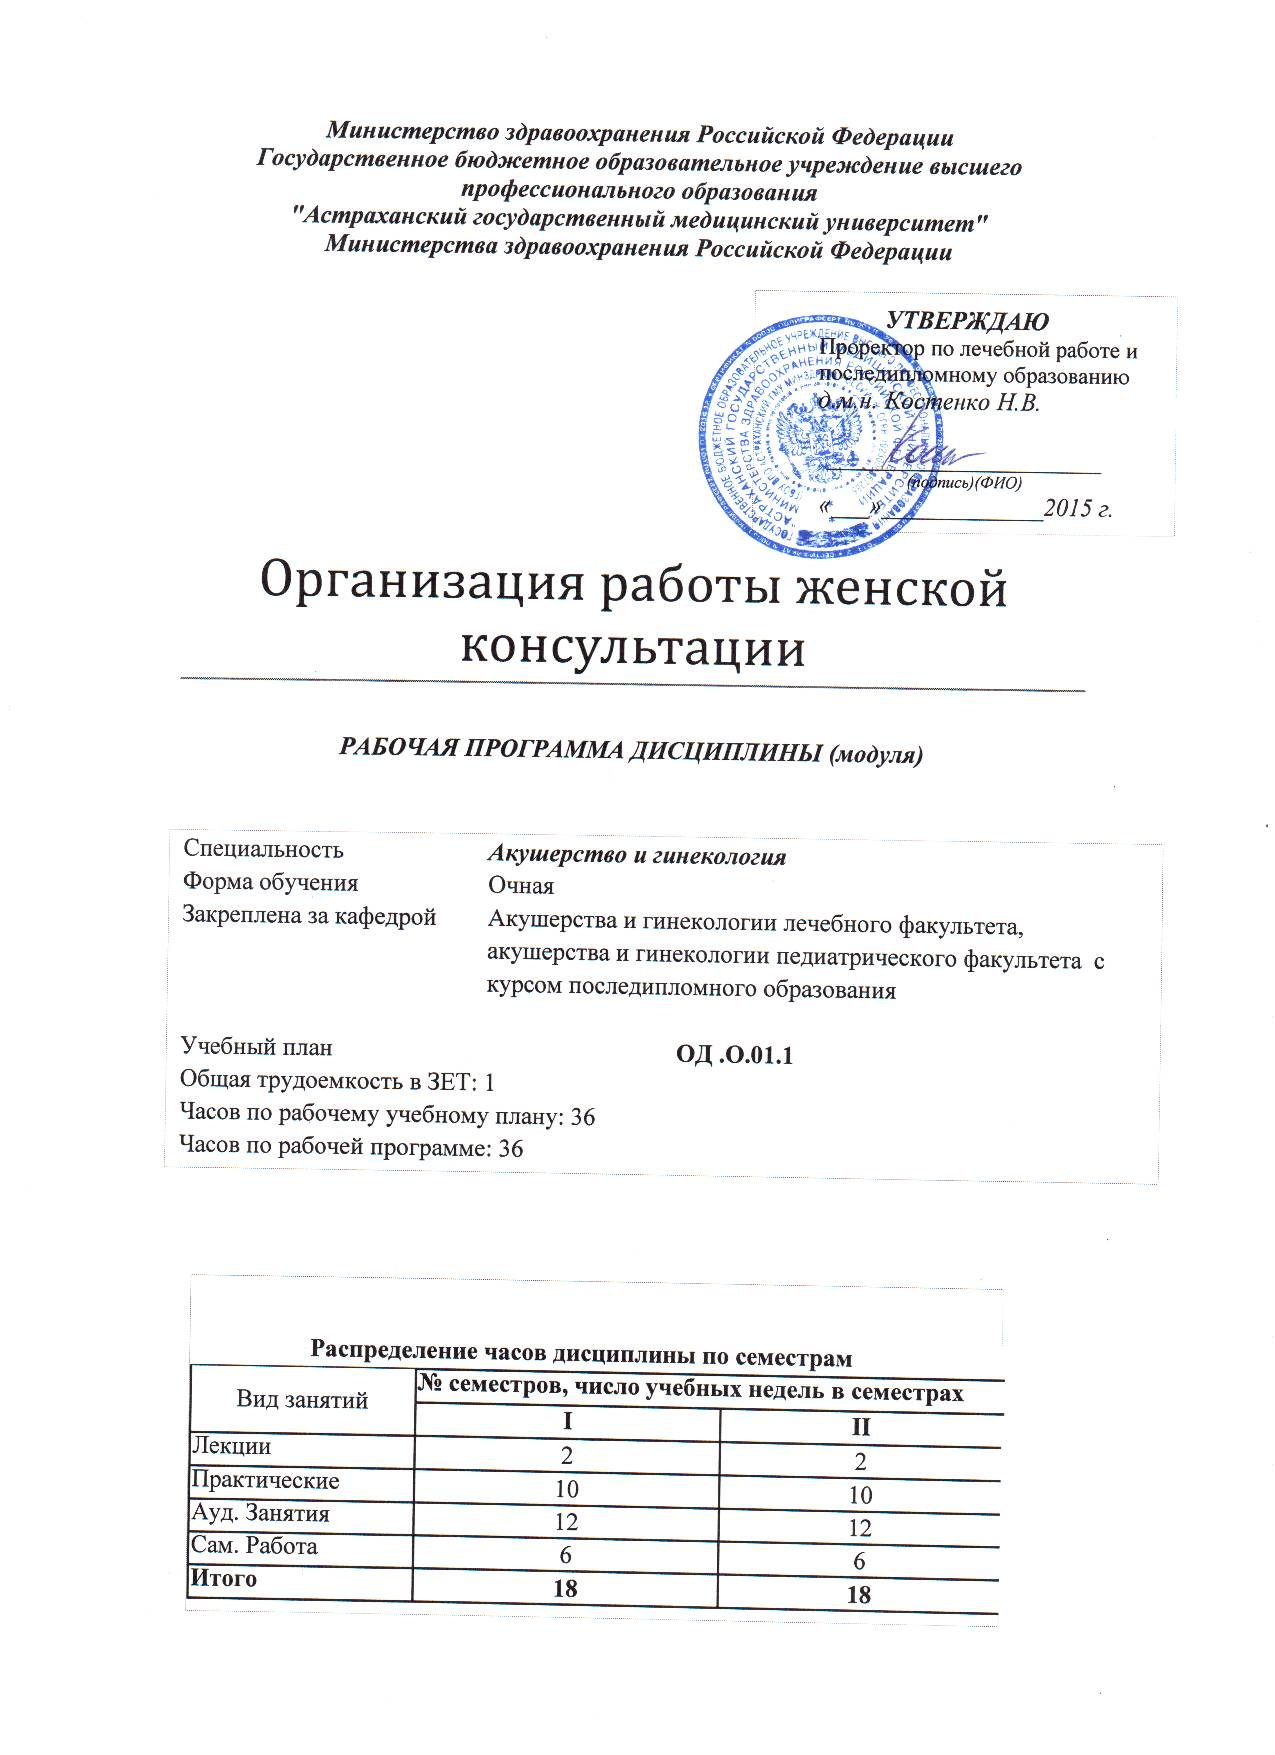 Министерство здравоохранения Российской Федерации
Государственное бюджетное образовательное учреждение высшего
профессионального образования
"Астраханский государственный медицинский университет"
Министерства здравоохранения Российской Федерации
УТВЕРЖДАЮ
Проректор по лечебной работе и
последипломному образованию
д.м.н. Костенко Н.В.
(подпись)(ФИО)
«___»_____________2015 г.
Организация работы женской
консультации
РАБОЧАЯ ПРОГРАММА ДИСЦИПЛИНЫ (модуля)
Специальность Акушерство и гинекология
Форма обучения Очная
Закреплена за кафедрой Акушерства и гинекологии лечебного факультета,
акушерства и гинекологии педиатрического факультета с
курсом последипломного образования
Учебный план ОД .О.01.1
Общая трудоемкость в ЗЕТ: 1
Часов по рабочему учебному плану: 36
Часов по рабочей программе: 36
Распределение часов дисциплины по семестрам
Вид занятий № семестров, число учебных недель в семестрах
I II
Лекции 2 2
Практические 10 10
Ауд. Занятия 12 12
Сам. Работа 6 6
Итого 18 18